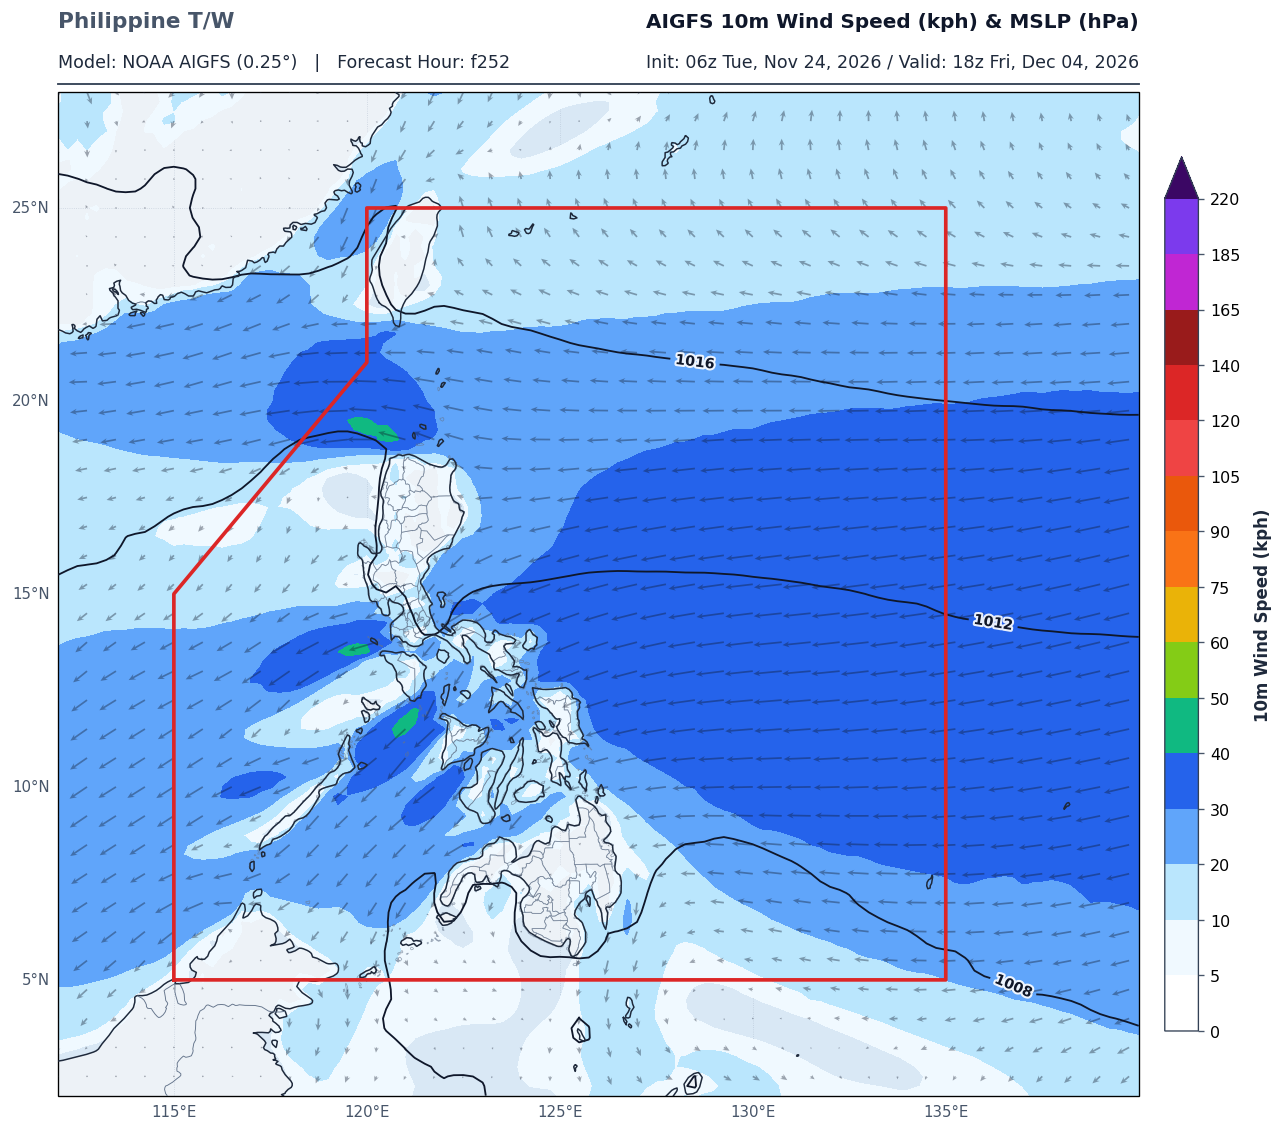 Philippine T/W
AIGFS 10m Wind Speed (kph) & MSLP (hPa)
Model: NOAA AIGFS (0.25°) | Forecast Hour: f252
Init: 06z Tue, Nov 24, 2026 / Valid: 18z Fri, Dec 04, 2026
25°N
20°N
15°N
10°N
5°N
115°E
120°E
125°E
130°E
135°E
1016
1012
1008
220
185
165
140
120
105
90
75
60
50
40
30
20
10
5
0
10m Wind Speed (kph)